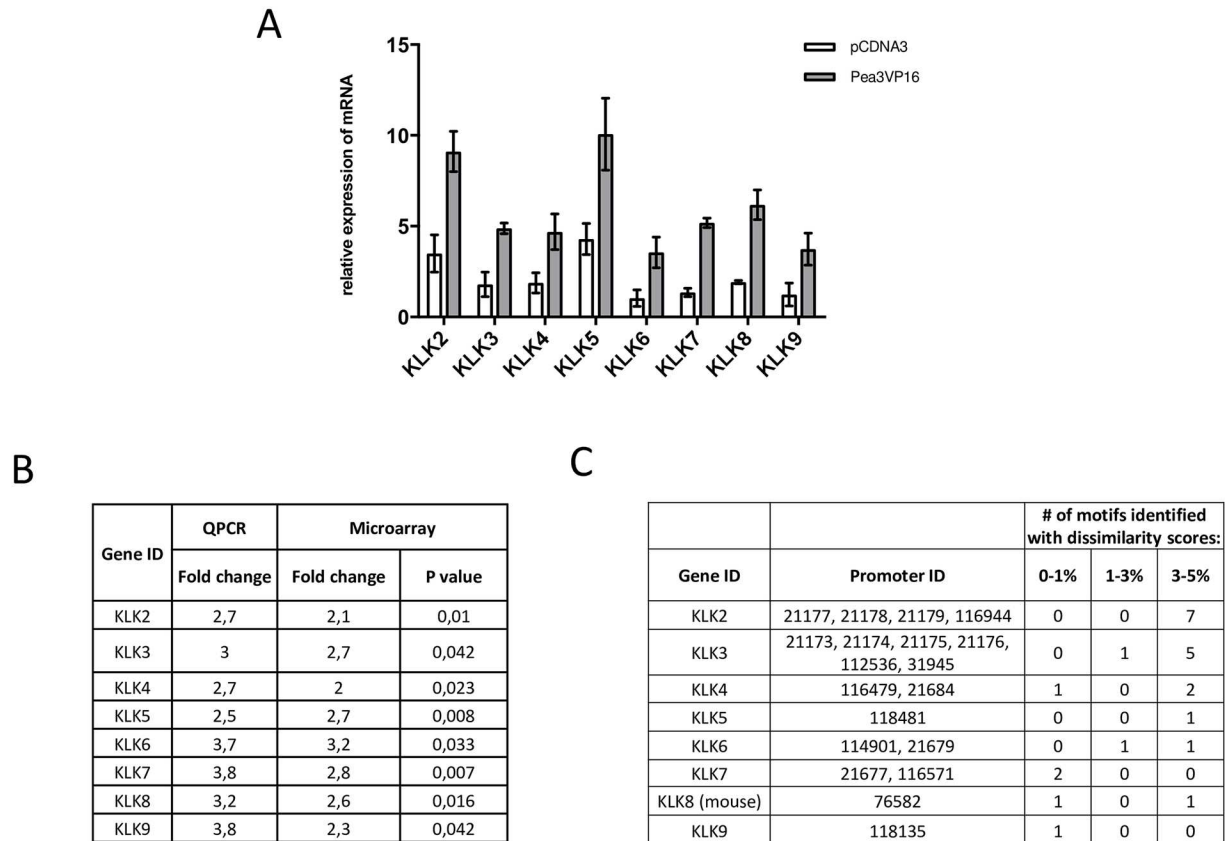 A
15
10
5
0
relative expression of mRNA
pCDNA3
Pea3VP16
KLK2 KLK3 KLK4 KLK5 KLK6 KLK7 KLK8 KLK9
B
Gene ID QPCR Microarray
Fold change Fold change P value
KLK2 2,7 2,1 0,01
KLK3 3 2,7 0,042
KLK4 2,7 2 0,023
KLK5 2,5 2,7 0,008
KLK6 3,7 3,2 0,033
KLK7 3,8 2,8 0,007
KLK8 3,2 2,6 0,016
KLK9 3,8 2,3 0,042
C
# of motifs identified
with dissimilarity scores:
Gene ID Promoter ID 0-1% 1-3% 3-5%
KLK2 21177, 21178, 21179, 116944 0 0 7
KLK3 21173, 21174, 21175, 21176,
112536, 31945 0 1 5
KLK4 116479, 21684 1 0 2
KLK5 118481 0 0 1
KLK6 114901, 21679 0 1 1
KLK7 21677, 116571 2 0 0
KLK8 (mouse) 76582 1 0 1
KLK9 118135 1 0 0